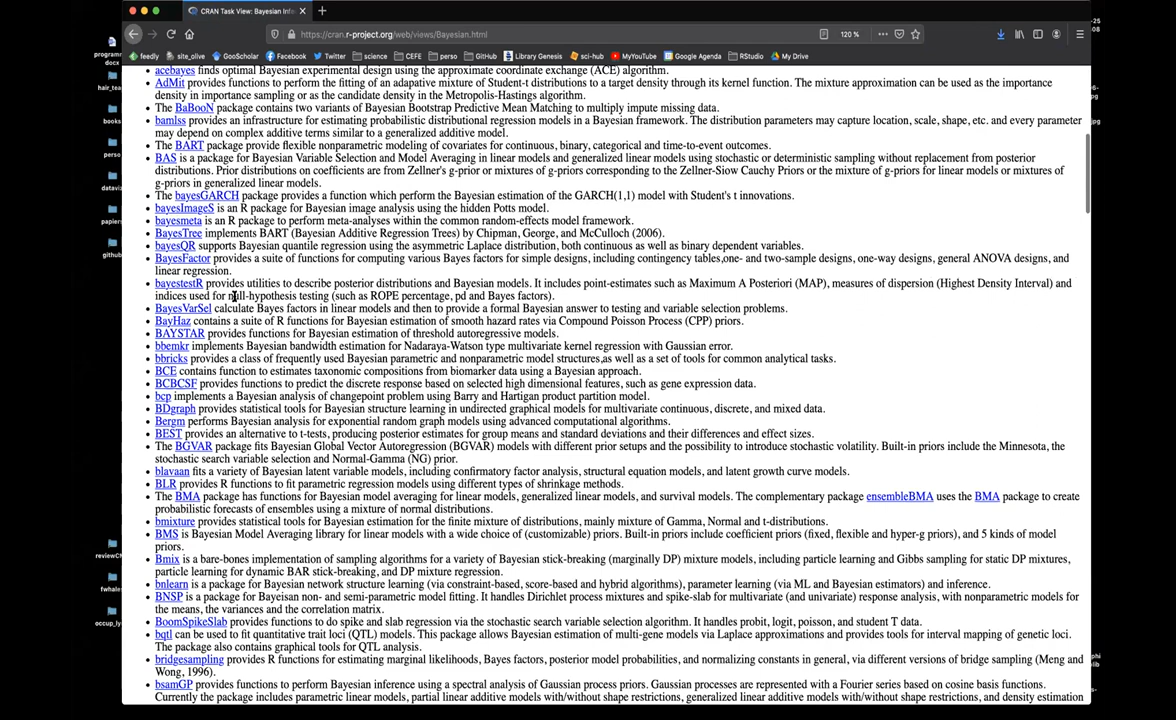 CRAN Task View: Bayesian Infe
https://cran.r-project.org/web/views/Bayesian.html
120 %
feedly
site_olive
GooScholar
Facebook
Twitter
science
CEFE
perso
GitHub
Library Genesis
sci-hub
MyYouTube
Google Agenda
RStudio
My Drive
acebayes finds optimal Bayesian experimental design using the approximate coordinate exchange (ACE) algorithm.
AdMit provides functions to perform the fitting of an adapative mixture of Student-t distributions to a target density through its kernel function. The mixture approximation can be used as the importance
density in importance sampling or as the candidate density in the Metropolis-Hastings algorithm.
The BaBooN package contains two variants of Bayesian Bootstrap Predictive Mean Matching to multiply impute missing data.
bamlss provides an infrastructure for estimating probabilistic distributional regression models in a Bayesian framework. The distribution parameters may capture location, scale, shape, etc. and every parameter
may depend on complex additive terms similar to a generalized additive model.
The BART package provide flexible nonparametric modeling of covariates for continuous, binary, categorical and time-to-event outcomes.
BAS is a package for Bayesian Variable Selection and Model Averaging in linear models and generalized linear models using stochastic or deterministic sampling without replacement from posterior
distributions. Prior distributions on coefficients are from Zellner's g-prior or mixtures of g-priors corresponding to the Zellner-Siow Cauchy Priors or the mixture of g-priors for linear models or mixtures of
g-priors in generalized linear models.
The bayesGARCH package provides a function which perform the Bayesian estimation of the GARCH(1,1) model with Student's t innovations.
bayesImageS is an R package for Bayesian image analysis using the hidden Potts model.
bayesmeta is an R package to perform meta-analyses within the common random-effects model framework.
BayesTree implements BART (Bayesian Additive Regression Trees) by Chipman, George, and McCulloch (2006).
bayesQR supports Bayesian quantile regression using the asymmetric Laplace distribution, both continuous as well as binary dependent variables.
BayesFactor provides a suite of functions for computing various Bayes factors for simple designs, including contingency tables,one- and two-sample designs, one-way designs, general ANOVA designs, and
linear regression.
bayestestR provides utilities to describe posterior distributions and Bayesian models. It includes point-estimates such as Maximum A Posteriori (MAP), measures of dispersion (Highest Density Interval) and
indices used for null-hypothesis testing (such as ROPE percentage, pd and Bayes factors).
BayesVarSel calculate Bayes factors in linear models and then to provide a formal Bayesian answer to testing and variable selection problems.
BayHaz contains a suite of R functions for Bayesian estimation of smooth hazard rates via Compound Poisson Process (CPP) priors.
BAYSTAR provides functions for Bayesian estimation of threshold autoregressive models.
bbemkr implements Bayesian bandwidth estimation for Nadaraya-Watson type multivariate kernel regression with Gaussian error.
bbricks provides a class of frequently used Bayesian parametric and nonparametric model structures,as well as a set of tools for common analytical tasks.
BCE contains function to estimates taxonomic compositions from biomarker data using a Bayesian approach.
BCBCSF provides functions to predict the discrete response based on selected high dimensional features, such as gene expression data.
bcp implements a Bayesian analysis of changepoint problem using Barry and Hartigan product partition model.
BDgraph provides statistical tools for Bayesian structure learning in undirected graphical models for multivariate continuous, discrete, and mixed data.
Bergm performs Bayesian analysis for exponential random graph models using advanced computational algorithms.
BEST provides an alternative to t-tests, producing posterior estimates for group means and standard deviations and their differences and effect sizes.
The BGVAR package fits Bayesian Global Vector Autoregression (BGVAR) models with different prior setups and the possibility to introduce stochastic volatility. Built-in priors include the Minnesota, the
stochastic search variable selection and Normal-Gamma (NG) prior.
blavaan fits a variety of Bayesian latent variable models, including confirmatory factor analysis, structural equation models, and latent growth curve models.
BLR provides R functions to fit parametric regression models using different types of shrinkage methods.
The BMA package has functions for Bayesian model averaging for linear models, generalized linear models, and survival models. The complementary package ensembleBMA uses the BMA package to create
probabilistic forecasts of ensembles using a mixture of normal distributions.
bmixture provides statistical tools for Bayesian estimation for the finite mixture of distributions, mainly mixture of Gamma, Normal and t-distributions.
BMS is Bayesian Model Averaging library for linear models with a wide choice of (customizable) priors. Built-in priors include coefficient priors (fixed, flexible and hyper-g priors), and 5 kinds of model
priors.
Bmix is a bare-bones implementation of sampling algorithms for a variety of Bayesian stick-breaking (marginally DP) mixture models, including particle learning and Gibbs sampling for static DP mixtures,
particle learning for dynamic BAR stick-breaking, and DP mixture regression.
bnlearn is a package for Bayesian network structure learning (via constraint-based, score-based and hybrid algorithms), parameter learning (via ML and Bayesian estimators) and inference.
BNSP is a package for Bayeisan non- and semi-parametric model fitting. It handles Dirichlet process mixtures and spike-slab for multivariate (and univariate) response analysis, with nonparametric models for
the means, the variances and the correlation matrix.
BoomSpikeSlab provides functions to do spike and slab regression via the stochastic search variable selection algorithm. It handles probit, logit, poisson, and student T data.
bqtl can be used to fit quantitative trait loci (QTL) models. This package allows Bayesian estimation of multi-gene models via Laplace approximations and provides tools for interval mapping of genetic loci.
The package also contains graphical tools for QTL analysis.
bridgesampling provides R functions for estimating marginal likelihoods, Bayes factors, posterior model probabilities, and normalizing constants in general, via different versions of bridge sampling (Meng and
Wong, 1996).
bsamGP provides functions to perform Bayesian inference using a spectral analysis of Gaussian process priors. Gaussian processes are represented with a Fourier series based on cosine basis functions.
Currently the package includes parametric linear models, partial linear additive models with/without shape restrictions, generalized linear additive models with/without shape restrictions, and density estimation